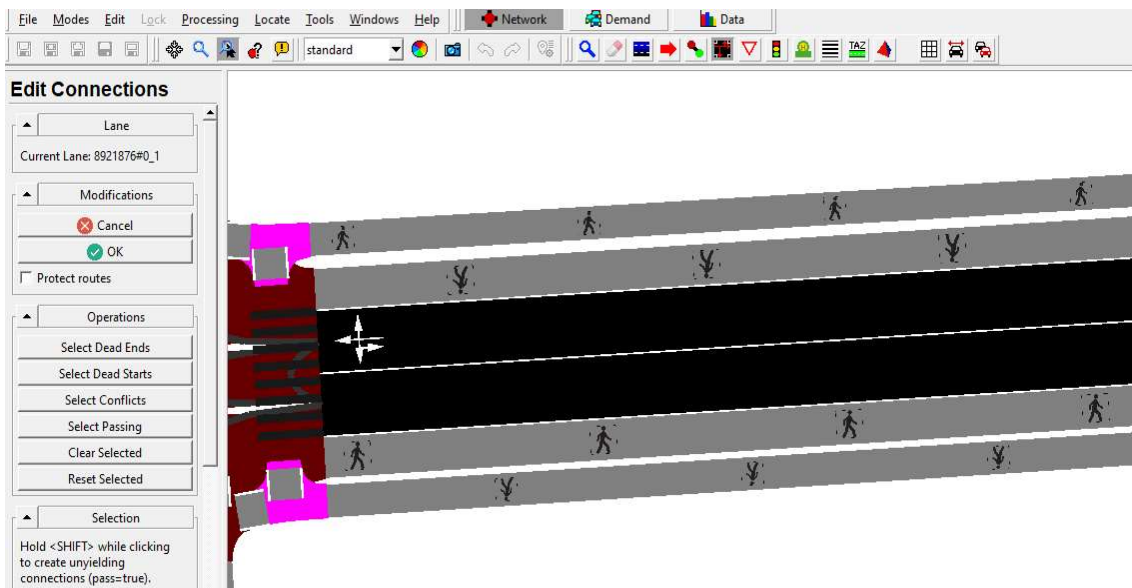 File Modes Edit Lock Processing Locate Tools Windows Help Network Demand Data
standard TAZ
Edit Connections
Lane
Current Lane: 8921876#0_1
Modifications
Cancel
OK
Protect routes
Operations
Select Dead Ends
Select Dead Starts
Select Conflicts
Select Passing
Clear Selected
Reset Selected
Selection
Hold <SHIFT> while clicking
to create unyielding
connections (pass=true).